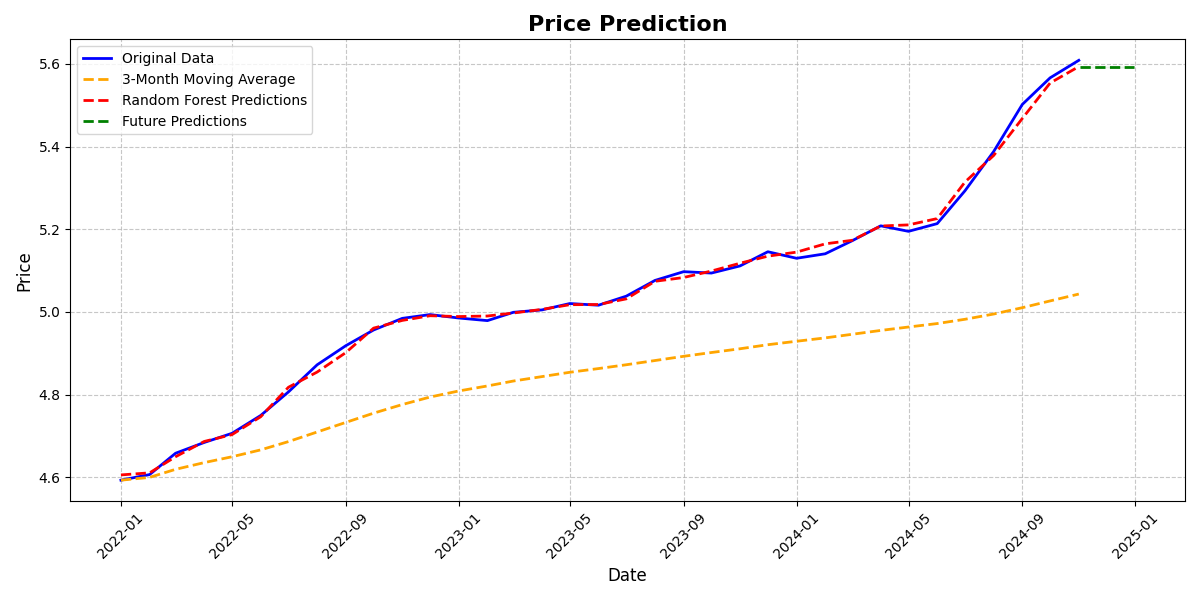 Price Prediction
Original Data
3-Month Moving Average
Random Forest Predictions
Future Predictions
Price
5.6
5.4
5.2
5.0
4.8
4.6
2022-01
2022-05
2022-09
2023-01
2023-05
2023-09
2024-01
2024-05
2024-09
2025-01
Date